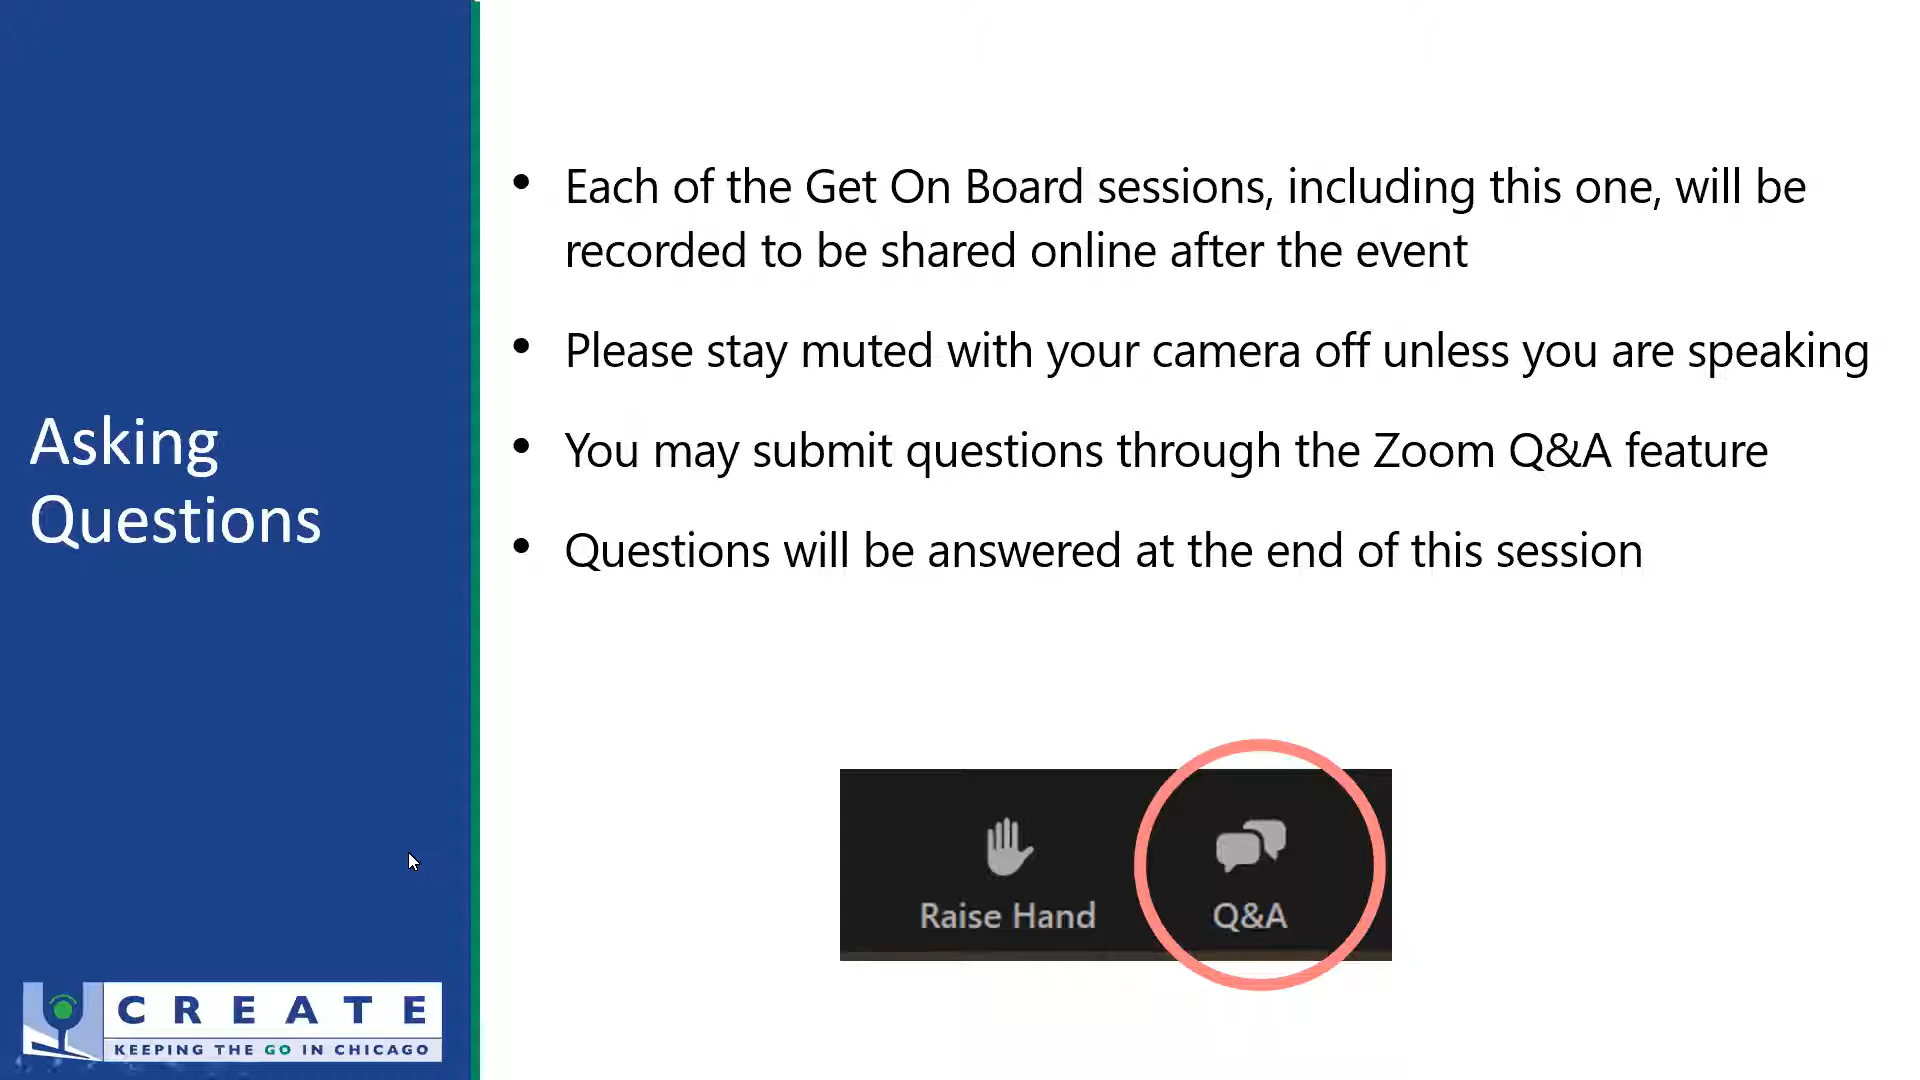 Asking
Questions
• Each of the Get On Board sessions, including this one, will be
recorded to be shared online after the event
• Please stay muted with your camera off unless you are speaking
• You may submit questions through the Zoom Q&A feature
• Questions will be answered at the end of this session
Raise Hand
Q&A
CREATE
KEEPING THE GO IN CHICAGO